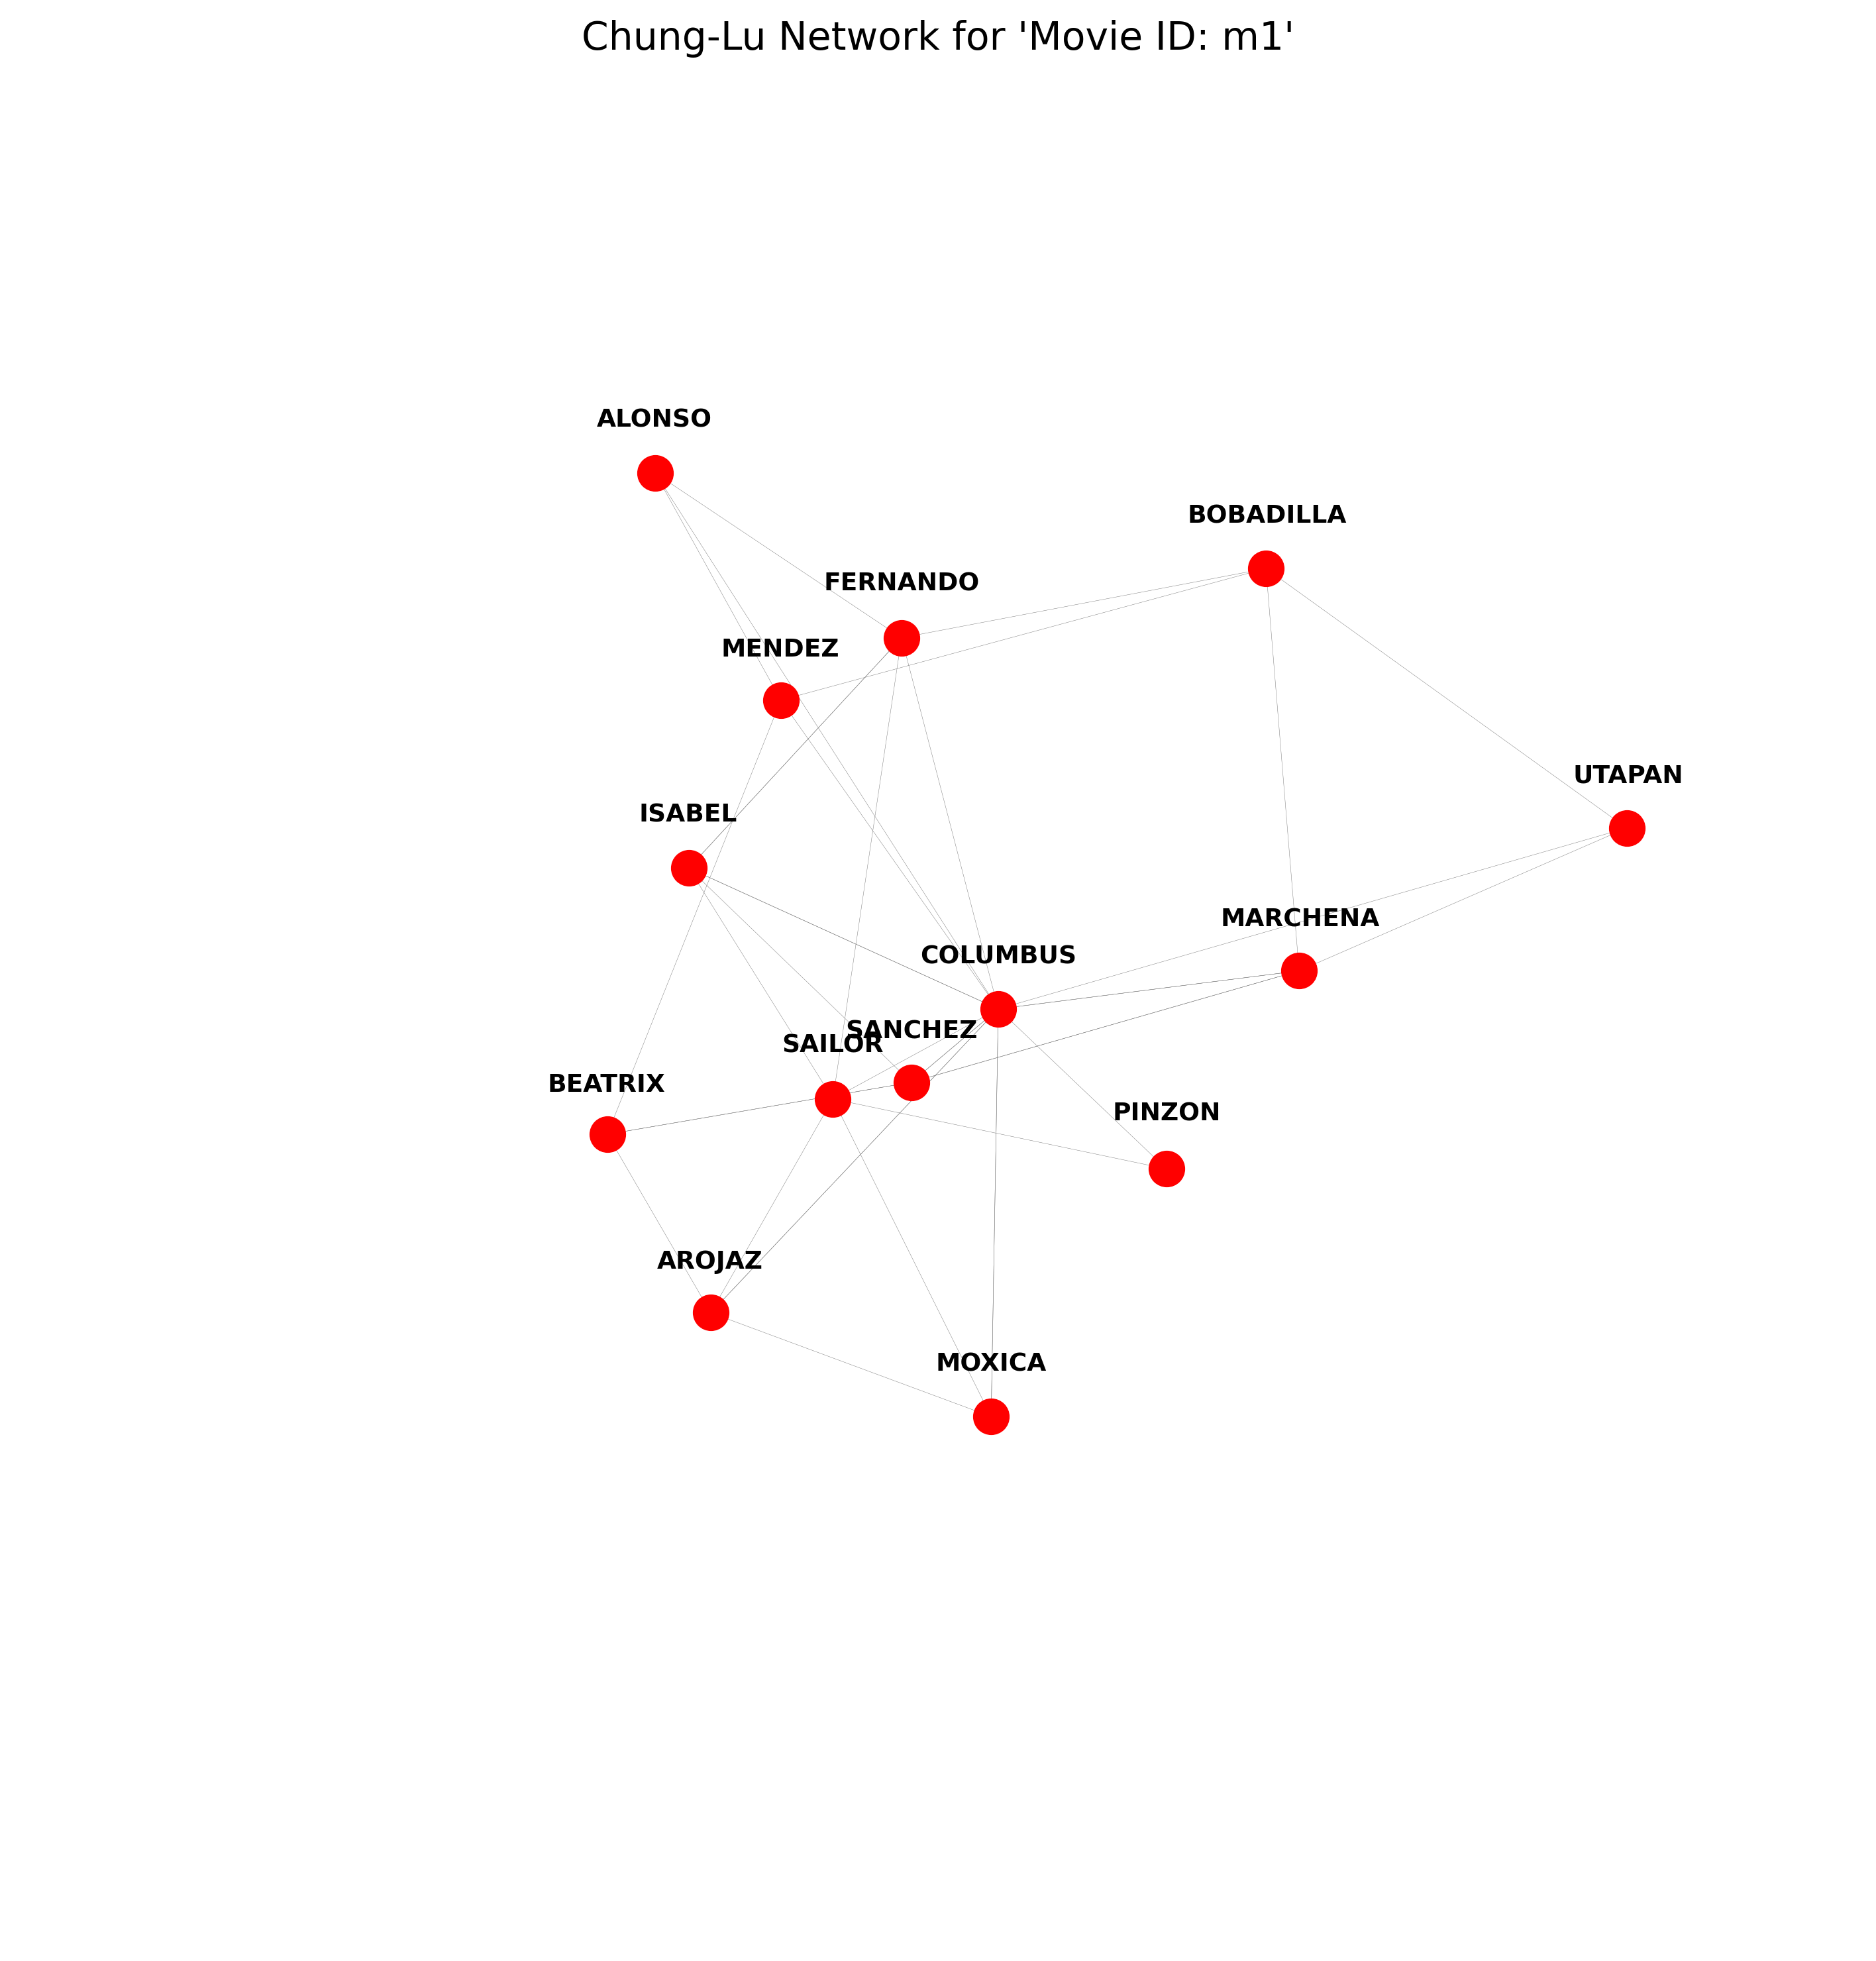 Chung-Lu Network for 'Movie ID: m1'
ALONSO
BOBADILLA
FERNANDO
MENDEZ
UTAPAN
ISABEL
MARCHENA
COLUMBUS
SANCHEZ
SAILOR
BEATRIX
PINZON
AROJAZ
MOXICA